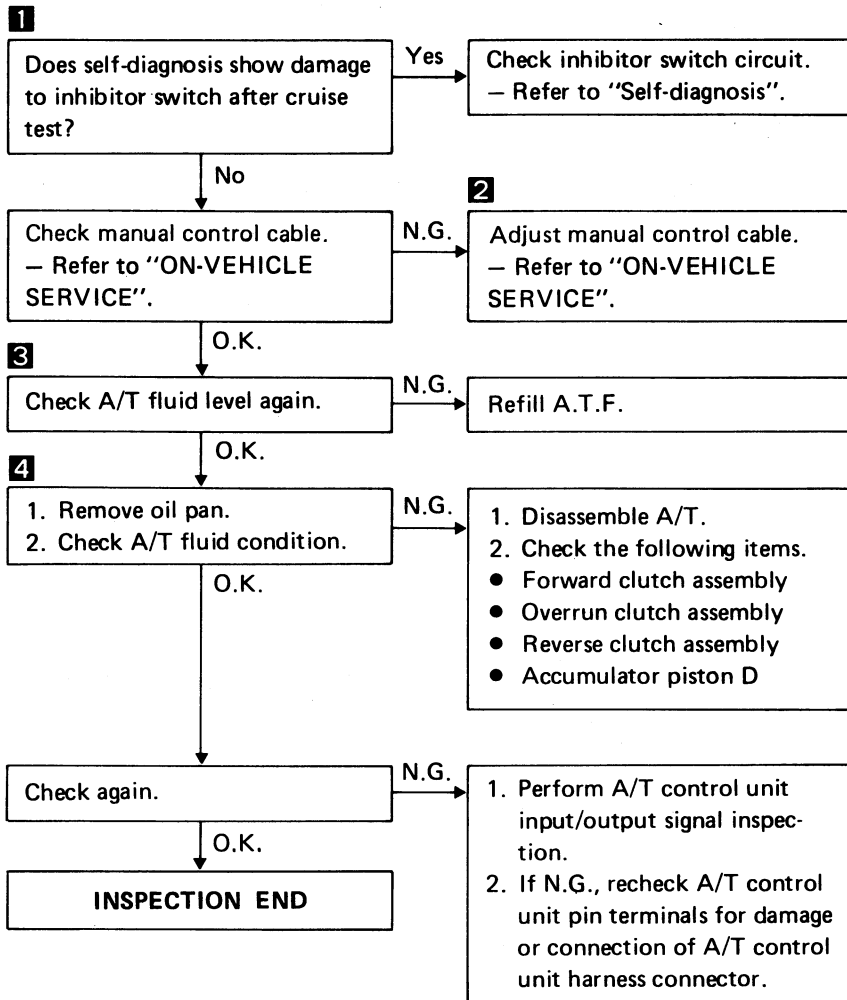 1
Does self-diagnosis show damage
to inhibitor switch after cruise
test?
Yes
Check inhibitor switch circuit.
– Refer to "Self-diagnosis".
No
Check manual control cable.
– Refer to "ON-VEHICLE
SERVICE".
N.G.
2
Adjust manual control cable.
– Refer to "ON-VEHICLE
SERVICE".
O.K.
3
Check A/T fluid level again.
N.G.
Refill A.T.F.
O.K.
4
1. Remove oil pan.
2. Check A/T fluid condition.
N.G.
1. Disassemble A/T.
2. Check the following items.
● Forward clutch assembly
● Overrun clutch assembly
● Reverse clutch assembly
● Accumulator piston D
O.K.
Check again.
N.G.
1. Perform A/T control unit
input/output signal inspec-
tion.
2. If N.G., recheck A/T control
unit pin terminals for damage
or connection of A/T control
unit harness connector.
O.K.
INSPECTION END